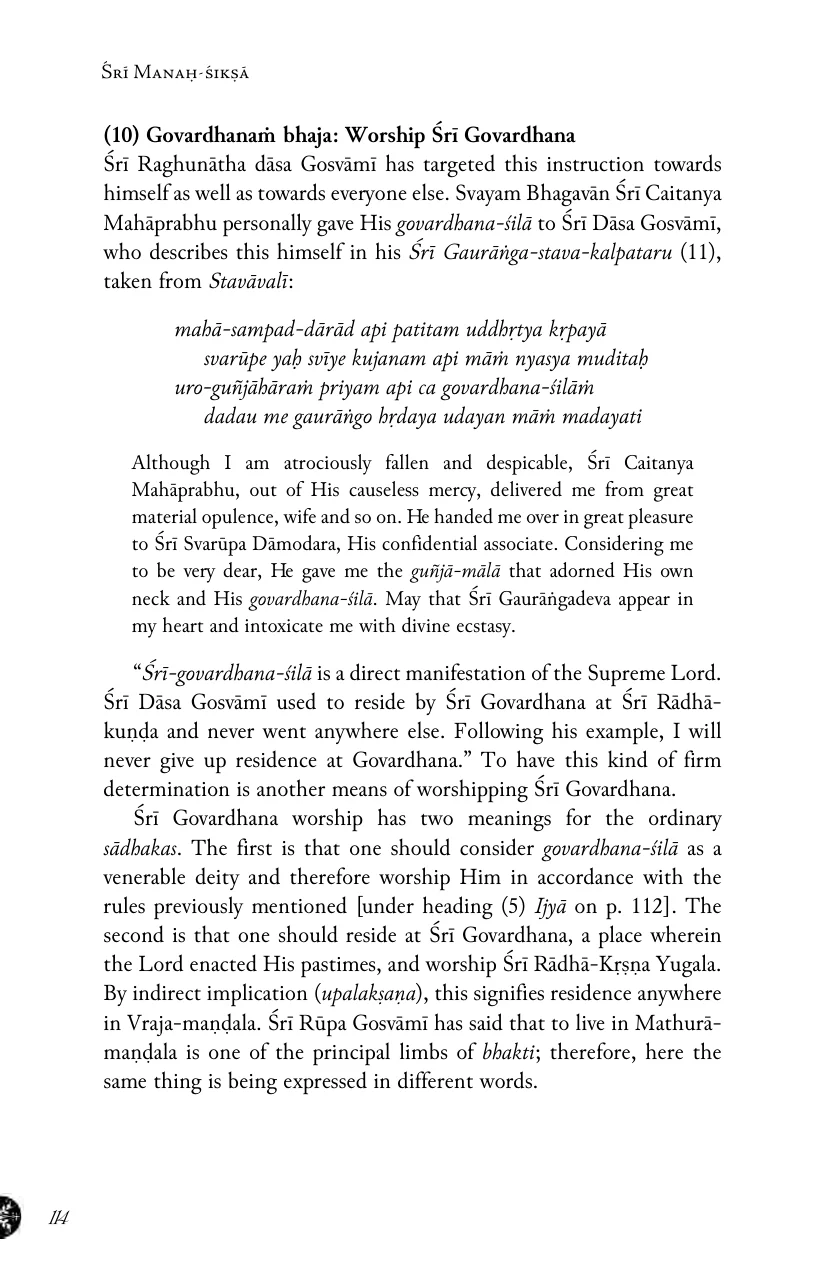 Śrī Manaḥ-śikṣā
(10) Govardhanaṁ bhaja: Worship Śrī Govardhana
Śrī Raghunātha dāsa Gosvāmī has targeted this instruction towards
himself as well as towards everyone else. Svayam Bhagavān Śrī Caitanya
Mahāprabhu personally gave His govardhana-śilā to Śrī Dāsa Gosvāmī,
who describes this himself in his Śrī Gaurāṅga-stava-kalpataru (11),
taken from Stavāvalī:
mahā-sampad-dārād api patitam uddhṛtya kṛpayā
svarūpe yaḥ svīye kujanam api māṁ nyasya muditaḥ
uro-guñjāhāraṁ priyam api ca govardhana-śilāṁ
dadau me gaurāṅgo hṛdaya udayan māṁ madayati
Although I am atrociously fallen and despicable, Śrī Caitanya
Mahāprabhu, out of His causeless mercy, delivered me from great
material opulence, wife and so on. He handed me over in great pleasure
to Śrī Svarūpa Dāmodara, His confidential associate. Considering me
to be very dear, He gave me the guñjā-mālā that adorned His own
neck and His govardhana-śilā. May that Śrī Gaurāṅgadeva appear in
my heart and intoxicate me with divine ecstasy.
“Śrī-govardhana-śilā is a direct manifestation of the Supreme Lord.
Śrī Dāsa Gosvāmī used to reside by Śrī Govardhana at Śrī Rādhā-
kuṇḍa and never went anywhere else. Following his example, I will
never give up residence at Govardhana.” To have this kind of firm
determination is another means of worshipping Śrī Govardhana.
Śrī Govardhana worship has two meanings for the ordinary
sādhakas. The first is that one should consider govardhana-śilā as a
venerable deity and therefore worship Him in accordance with the
rules previously mentioned [under heading (5) Ijyā on p. 112]. The
second is that one should reside at Śrī Govardhana, a place wherein
the Lord enacted His pastimes, and worship Śrī Rādhā-Kṛṣṇa Yugala.
By indirect implication (upalakṣaṇa), this signifies residence anywhere
in Vraja-maṇḍala. Śrī Rūpa Gosvāmī has said that to live in Mathurā-
maṇḍala is one of the principal limbs of bhakti; therefore, here the
same thing is being expressed in different words.
114